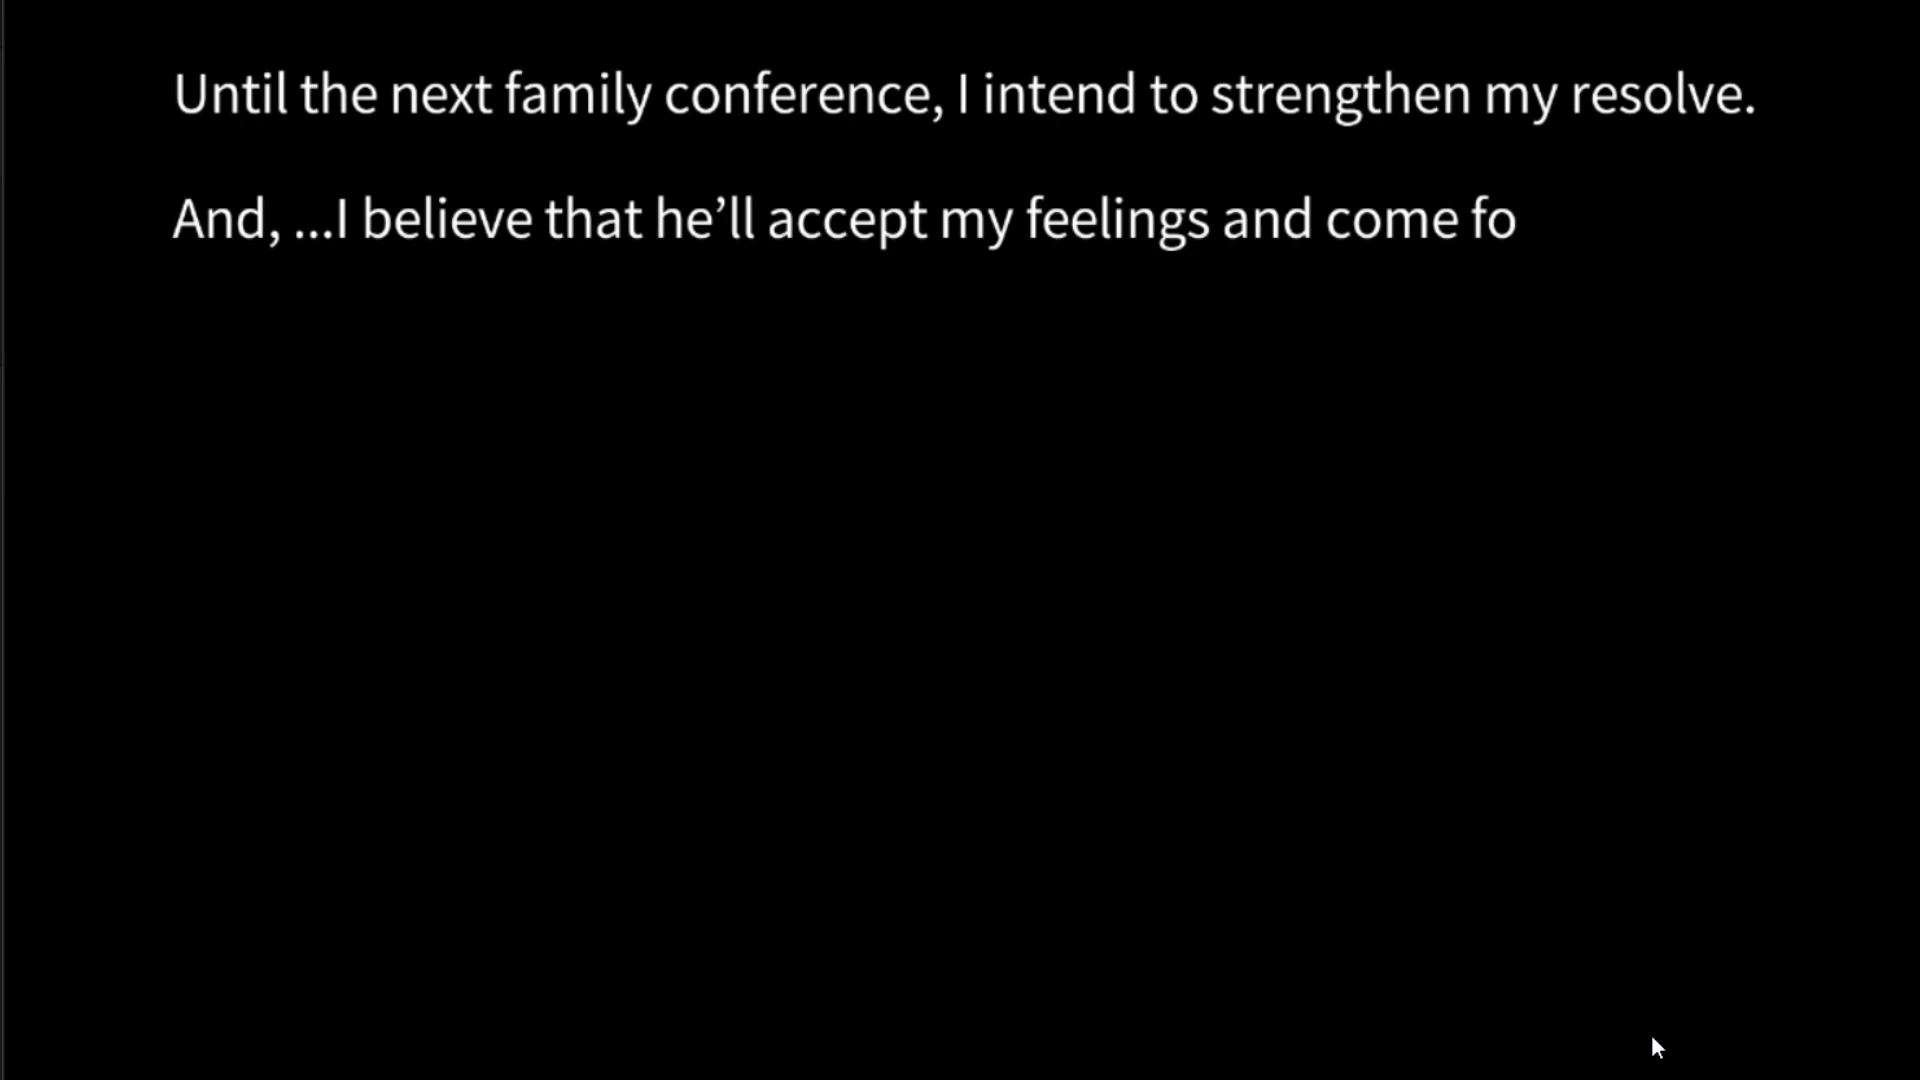 Until the next family conference, I intend to strengthen my resolve.
And, ...I believe that he’ll accept my feelings and come fo